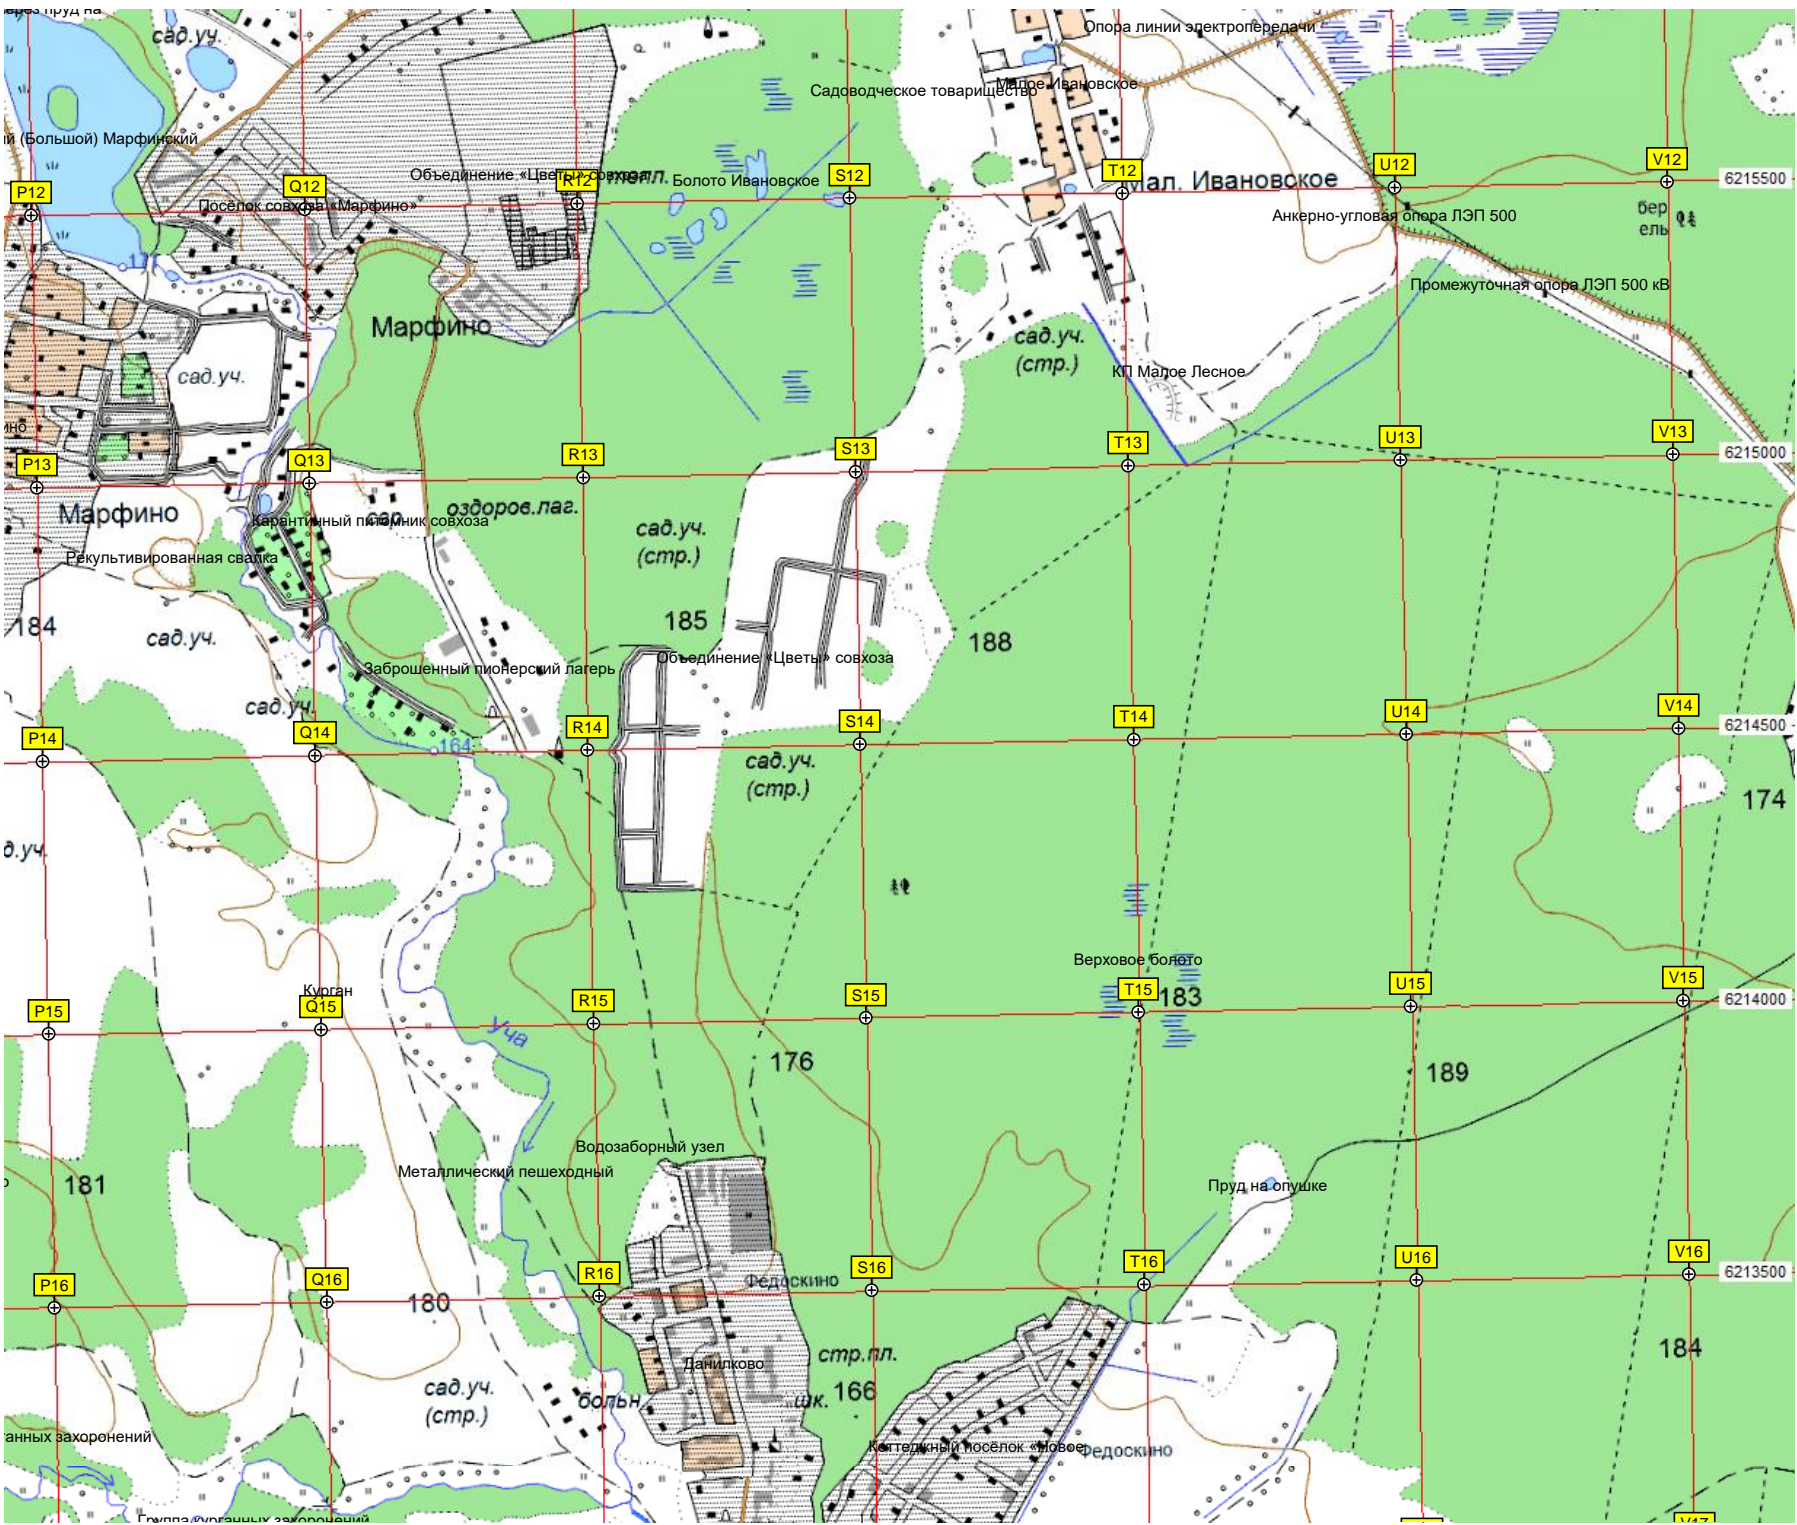 через пруд на
сад.уч.
Опора линии электропередачи
Садоводческое товарищество
Малое Ивановское
й (Большой) Марфинский
P12
Q12
Объединение «Цветы» совхоза
R12
тепл.
Болото Ивановское
S12
T12
Мал. Ивановское
U12
V12
6215500
Посёлок совхоза «Марфино»
Анкерно-угловая опора ЛЭП 500
бер
ель
171
Промежуточная опора ЛЭП 500 кВ
Марфино
сад.уч.
(стр.)
сад.уч.
КП Малое Лесное
ино
P13
Q13
R13
S13
T13
U13
V13
6215000
Марфино
Карантинный питомник совхоза
сар.
оздоров.лаг.
сад.уч.
(стр.)
Рекультивированная свалка
184
сад.уч.
185
188
Заброшенный пионерский лагерь
Объединение «Цветы» совхоза
сад.уч.
P14
Q14
164
R14
S14
T14
U14
V14
6214500
сад.уч.
(стр.)
174
д.уч.
Верховое болото
Курган
P15
Q15
R15
S15
T15
183
U15
V15
6214000
Уча
176
189
Водозаборный узел
Металлический пешеходный
181
Пруд на опушке
P16
Q16
R16
Федоскино
S16
T16
U16
V16
6213500
180
184
Данилково
стр.пл.
сад.уч.
(стр.)
больн.
шк.
166
ганных захоронений
Коттеджный посёлок «Новое
Федоскино
Группа курганных захоронений
V17